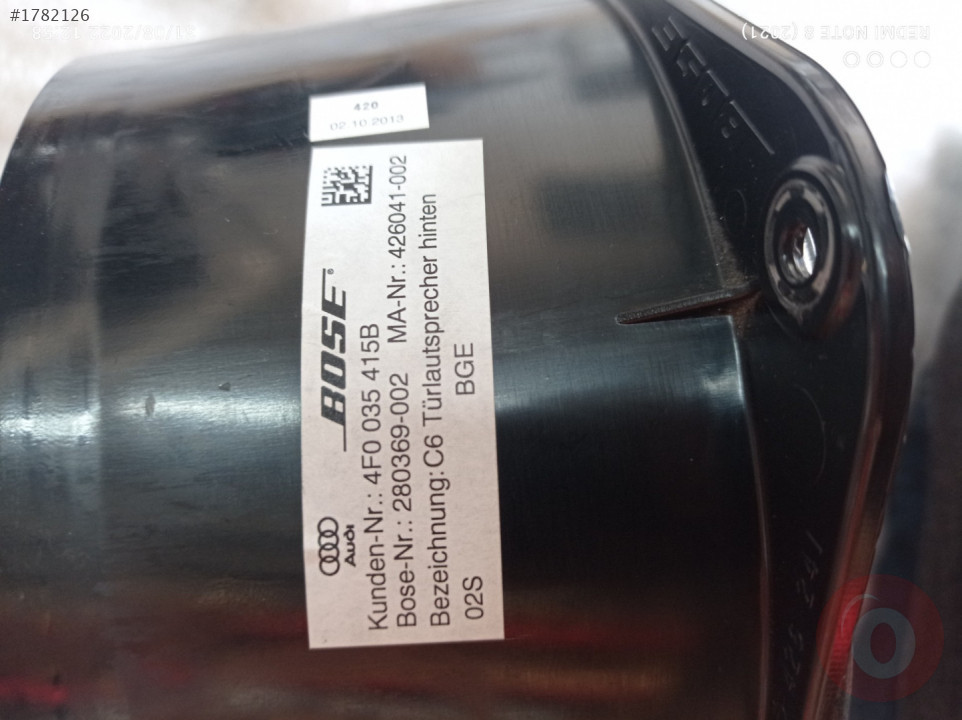 #1782126
REDMI NOTE 8 (2021)
420
02.10.2013
BOSE®
Audi
Kunden-Nr.: 4F0 035 415B
Bose-Nr.: 280369-002 MA-Nr.: 426041-002
Bezeichnung: C6 Türlautsprecher hinten
02S BGE